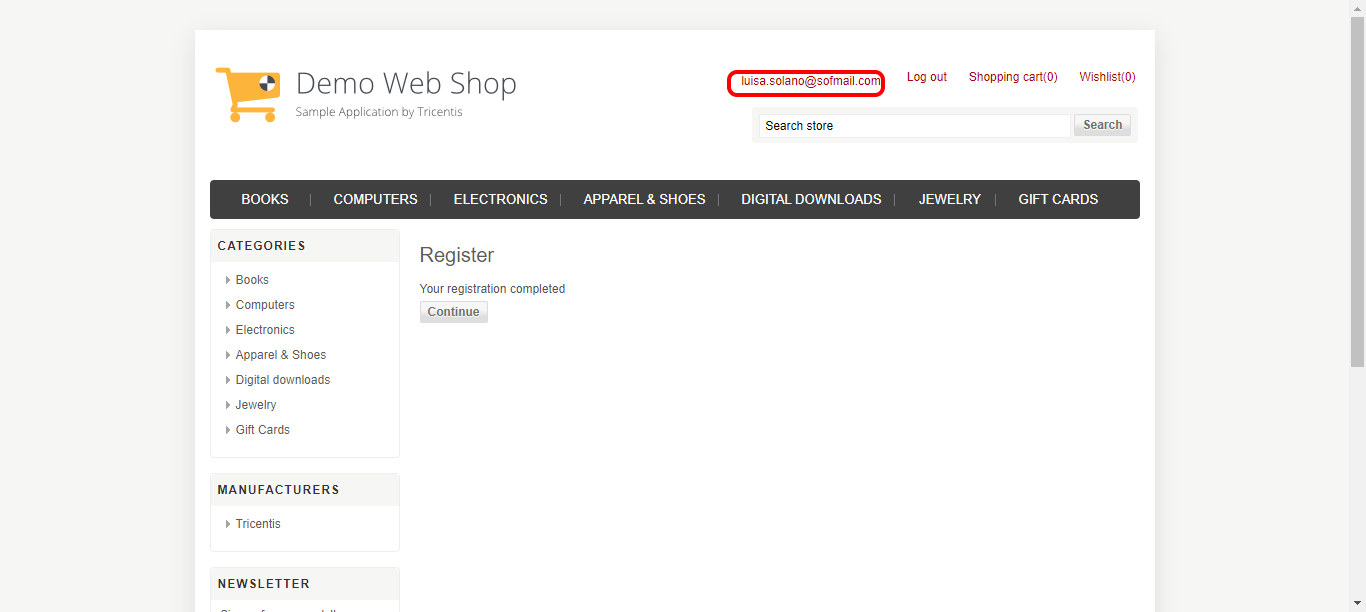 Demo Web Shop
Sample Application by Tricentis
luisa.solano@sofmail.com Log out Shopping cart(0) Wishlist(0)
Search store Search
BOOKS COMPUTERS ELECTRONICS APPAREL & SHOES DIGITAL DOWNLOADS JEWELRY GIFT CARDS
CATEGORIES
Books
Computers
Electronics
Apparel & Shoes
Digital downloads
Jewelry
Gift Cards
MANUFACTURERS
Tricentis
NEWSLETTER
Register
Your registration completed
Continue